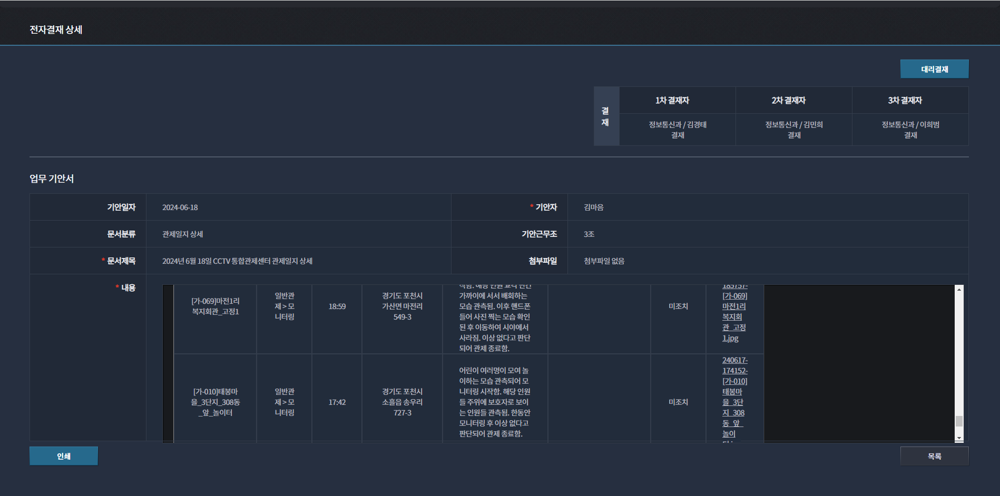 전자결재 상세
대리결재
결
재
1차 결재자
2차 결재자
3차 결재자
정보통신과 / 김경태
결재
정보통신과 / 김민희
결재
정보통신과 / 이희범
결재
업무 기안서
기안일자
2024-06-18
* 기안자
김마음
문서분류
관제일지 상세
기안근무조
3조
* 문서제목
2024년 6월 18일 CCTV 통합관제센터 관제일지 상세
첨부파일
첨부파일 없음
* 내용
[가-069]마전1리
복지회관_고정1
일반관
제 > 모
니터링
18:59
경기도 포천시
가산면 마전리
549-3
작함. 해당 인원
가까이에 서서 배회하는
모습 관측됨. 이후 핸드폰
들어 사진 찍는 모습 확인
된 후 이동하여 시야에서
사라짐. 이상 없다고 판단
되어 관제 종료함.
미조치
185757-
[가-069]
마전1리
복지회
관_고정
1.jpg
[가-010]태봉마
을_3단지_308동
_앞_놀이터
일반관
제 > 모
니터링
17:42
경기도 포천시
소흘읍 송우리
727-3
어린이 여러명이 모여 놀
이하는 모습 관측되어 모
니터링 시작함. 해당 인원
들 주위에 보호자로 보이
는 인원들 관측됨. 한동안
모니터링 후 이상 없다고
판단되어 관제 종료함.
미조치
240617-
174152-
[가-010]
태봉마
을_3단
지_308
동_앞_
놀이
인쇄
목록